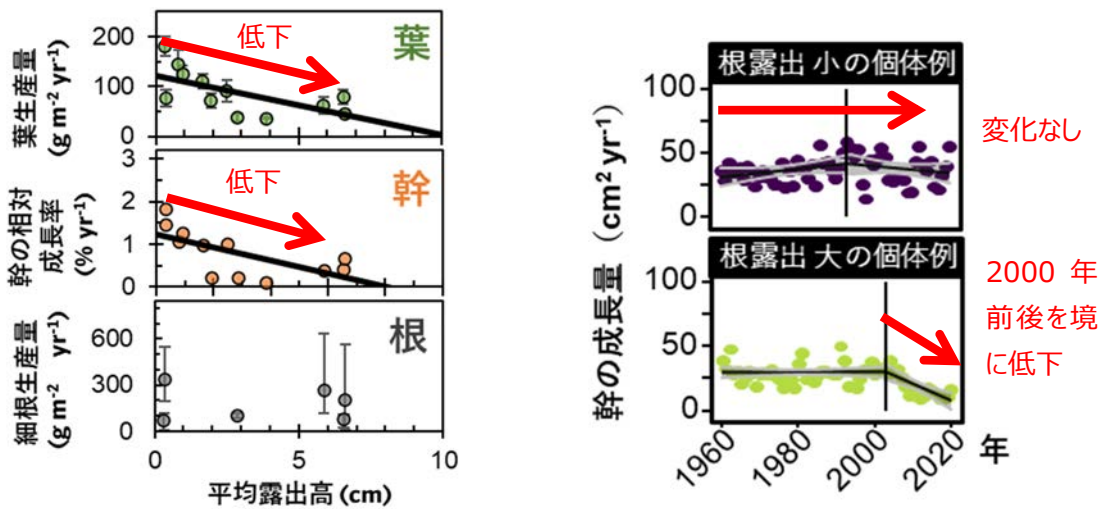 葉生産量
(g m-2 yr-1)
200
100
0
低下
葉
幹の相対
成長率
(% yr-1)
3
2
1
0
低下
細根生産量
(g m-2 yr-1)
600
300
0
根
0
5
10
平均露出高 (cm)
幹の成長量 (cm2 yr-1)
根露出 小の個体例
100
50
0
変化なし
根露出 大の個体例
100
50
0
2000 年
前後を境
に低下
1960
1980
2000
2020
年